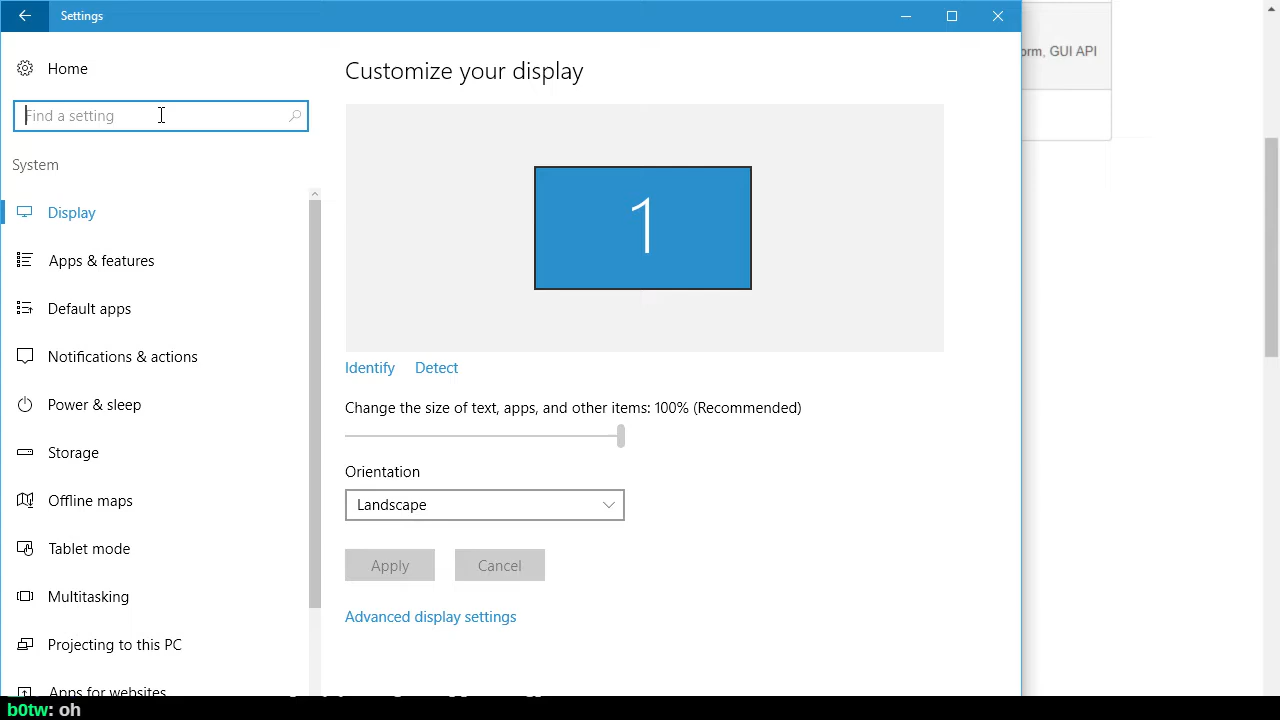 Settings
orm, GUI API
Home
Customize your display
Find a setting
System
1
Display
Apps & features
Default apps
Notifications & actions
Identify Detect
Power & sleep
Change the size of text, apps, and other items: 100% (Recommended)
Storage
Orientation
Offline maps
Landscape
Tablet mode
Apply Cancel
Multitasking
Advanced display settings
Projecting to this PC
Apps for websites
b0tw: oh